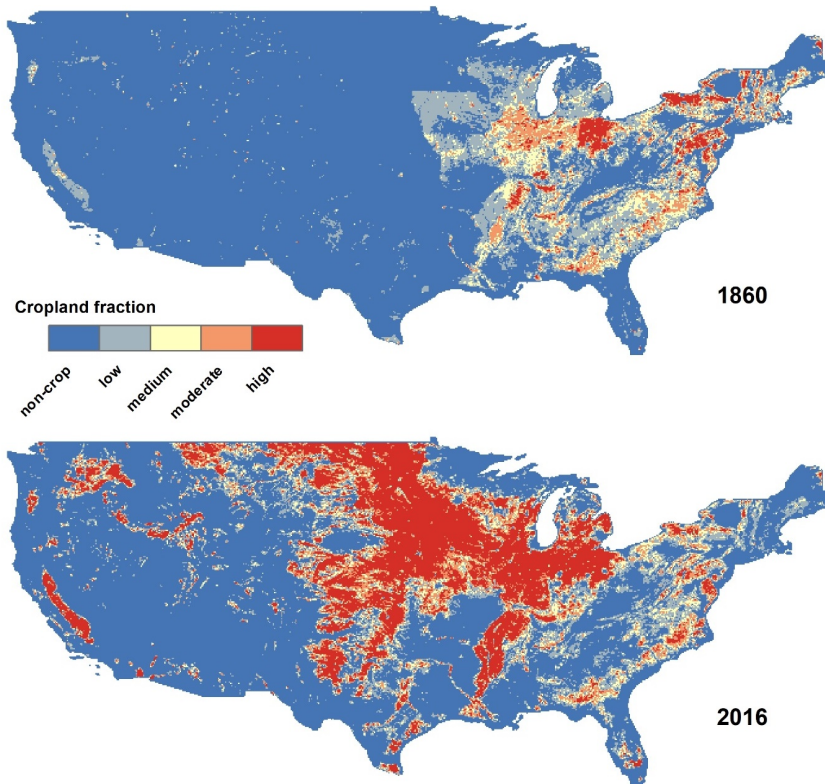 1860
Cropland fraction
non-crop
low
medium
moderate
high
2016